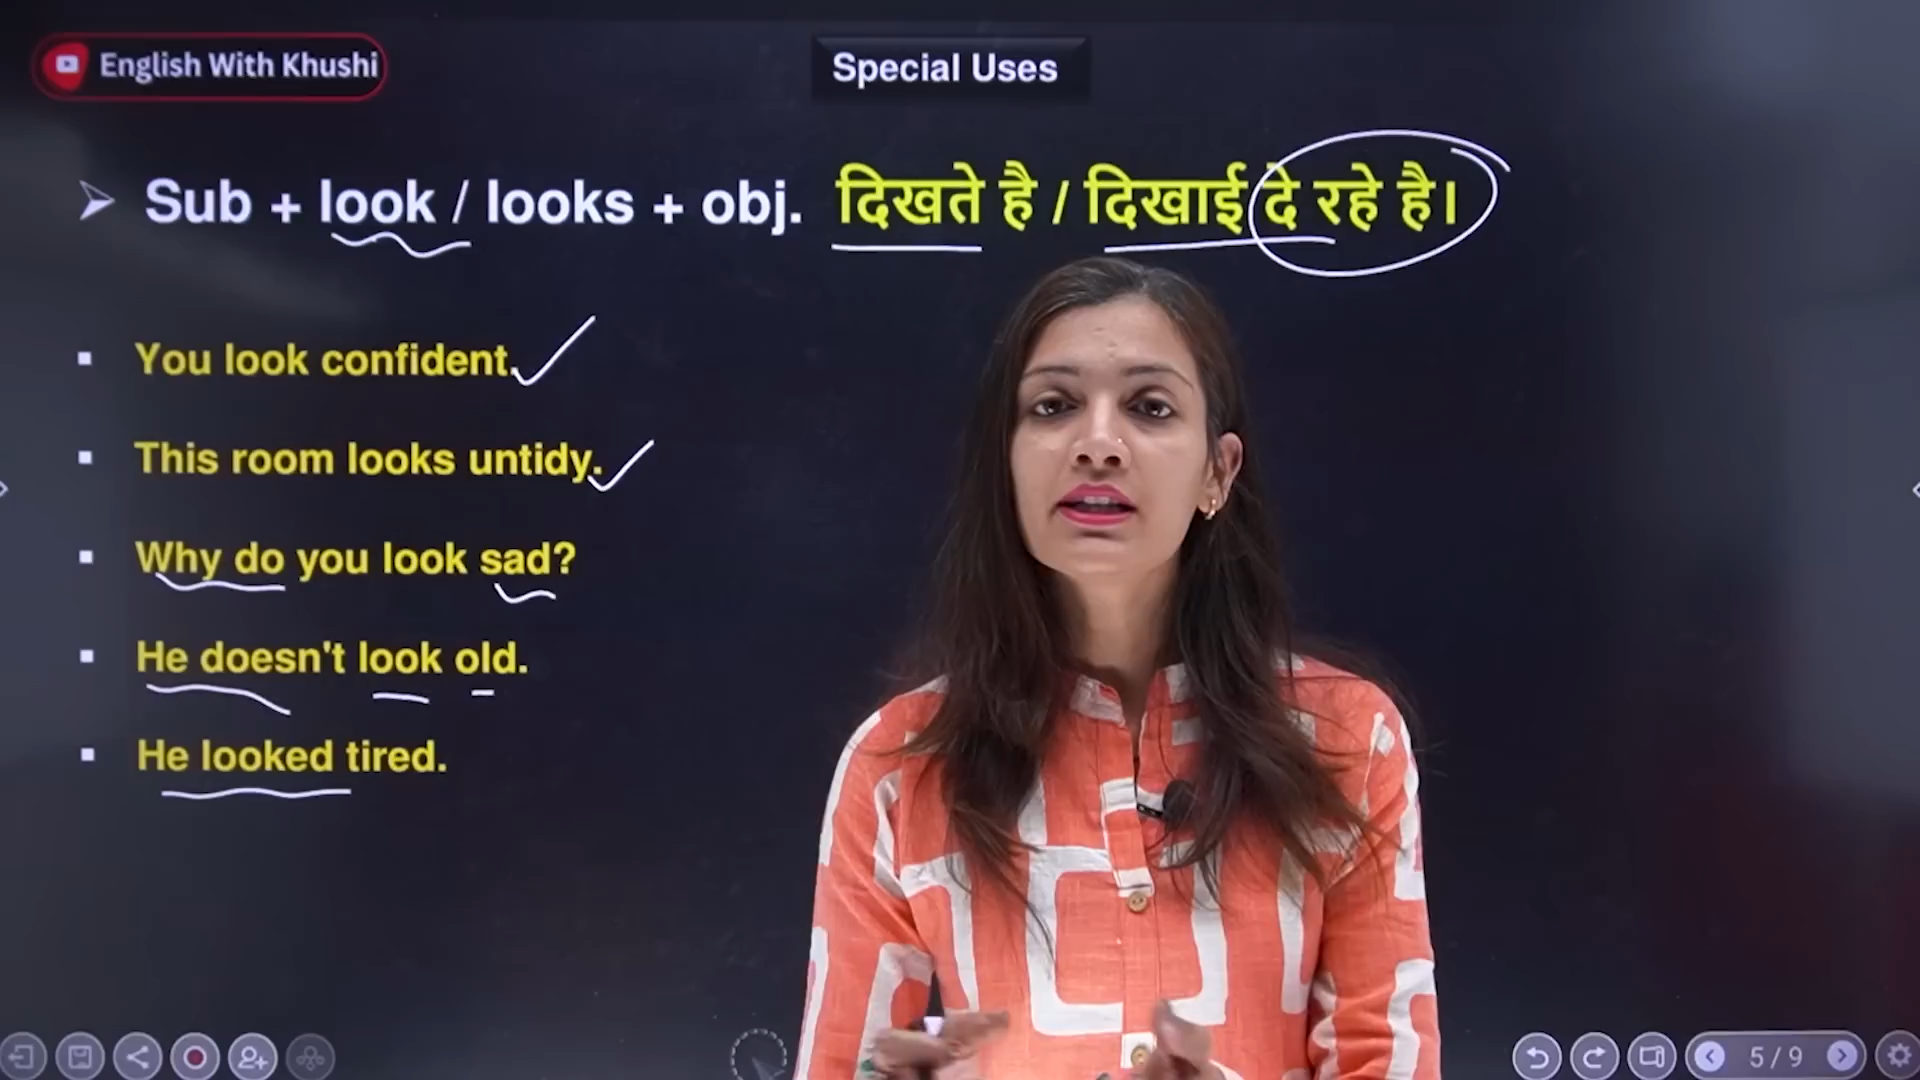 English With Khushi
Special Uses
Sub + look / looks + obj. दिखते है / दिखाई दे रहे है।
You look confident.
This room looks untidy.
Why do you look sad?
He doesn't look old.
He looked tired.
5 / 9